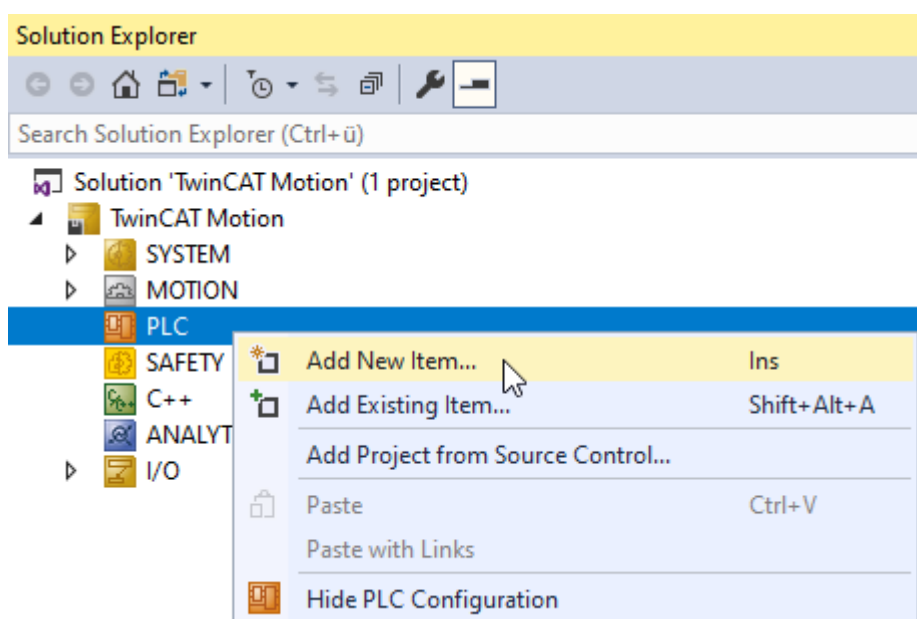 Solution Explorer
Search Solution Explorer (Ctrl+ü)
Solution 'TwinCAT Motion' (1 project)
TwinCAT Motion
SYSTEM
MOTION
PLC
SAFETY
C++
ANALYT
I/O
Add New Item... Ins
Add Existing Item... Shift+Alt+A
Add Project from Source Control...
Paste Ctrl+V
Paste with Links
Hide PLC Configuration